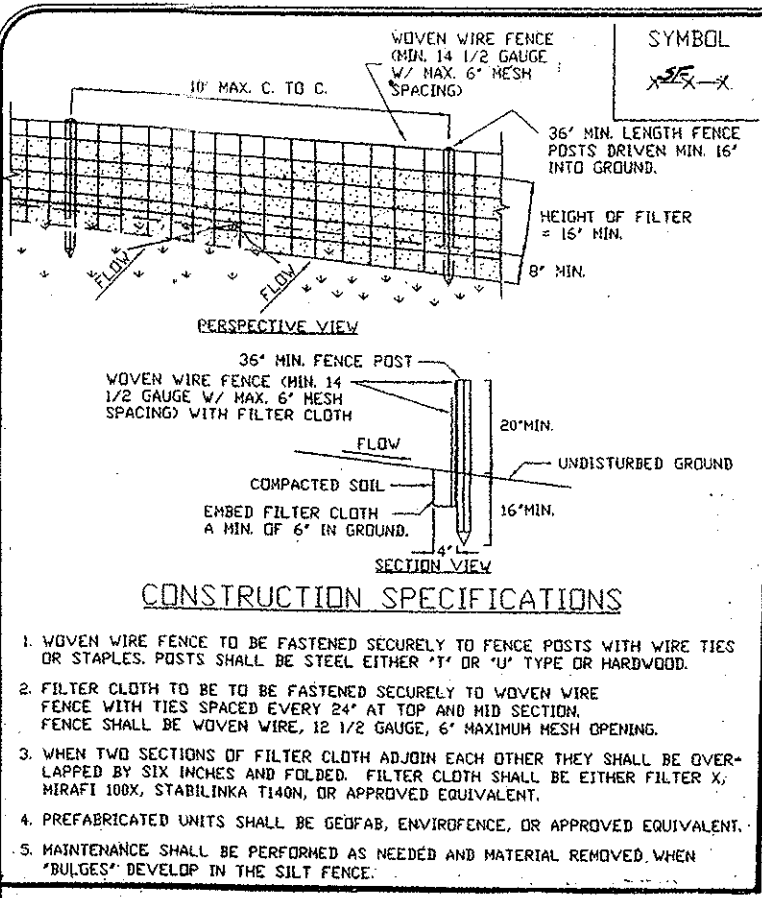 WOVEN WIRE FENCE
(MIN. 14 1/2 GAUGE
W/ MAX. 6" MESH
SPACING)
SYMBOL
X SF X—X
10' MAX. C. TO C.
36" MIN. LENGTH FENCE
POSTS DRIVEN MIN. 16"
INTO GROUND.
HEIGHT OF FILTER
= 16" MIN.
8" MIN.
FLOW
FLOW
PERSPECTIVE VIEW
36" MIN. FENCE POST
WOVEN WIRE FENCE (MIN. 14
1/2 GAUGE W/ MAX. 6" MESH
SPACING) WITH FILTER CLOTH
20"MIN.
FLOW
UNDISTURBED GROUND
COMPACTED SOIL
EMBED FILTER CLOTH
A MIN. OF 6" IN GROUND.
16"MIN.
4"
SECTION VIEW
CONSTRUCTION SPECIFICATIONS
1. WOVEN WIRE FENCE TO BE FASTENED SECURELY TO FENCE POSTS WITH WIRE TIES
OR STAPLES. POSTS SHALL BE STEEL EITHER "T" OR "U" TYPE OR HARDWOOD.
2. FILTER CLOTH TO BE TO BE FASTENED SECURELY TO WOVEN WIRE
FENCE WITH TIES SPACED EVERY 24" AT TOP AND MID SECTION.
FENCE SHALL BE WOVEN WIRE, 12 1/2 GAUGE, 6" MAXIMUM MESH OPENING.
3. WHEN TWO SECTIONS OF FILTER CLOTH ADJOIN EACH OTHER THEY SHALL BE OVER-
LAPPED BY SIX INCHES AND FOLDED. FILTER CLOTH SHALL BE EITHER FILTER X,
MIRAFI 100X, STABILINKA T140N, OR APPROVED EQUIVALENT.
4. PREFABRICATED UNITS SHALL BE GEOFAB, ENVIROFENCE, OR APPROVED EQUIVALENT.
5. MAINTENANCE SHALL BE PERFORMED AS NEEDED AND MATERIAL REMOVED WHEN
"BULGES" DEVELOP IN THE SILT FENCE.